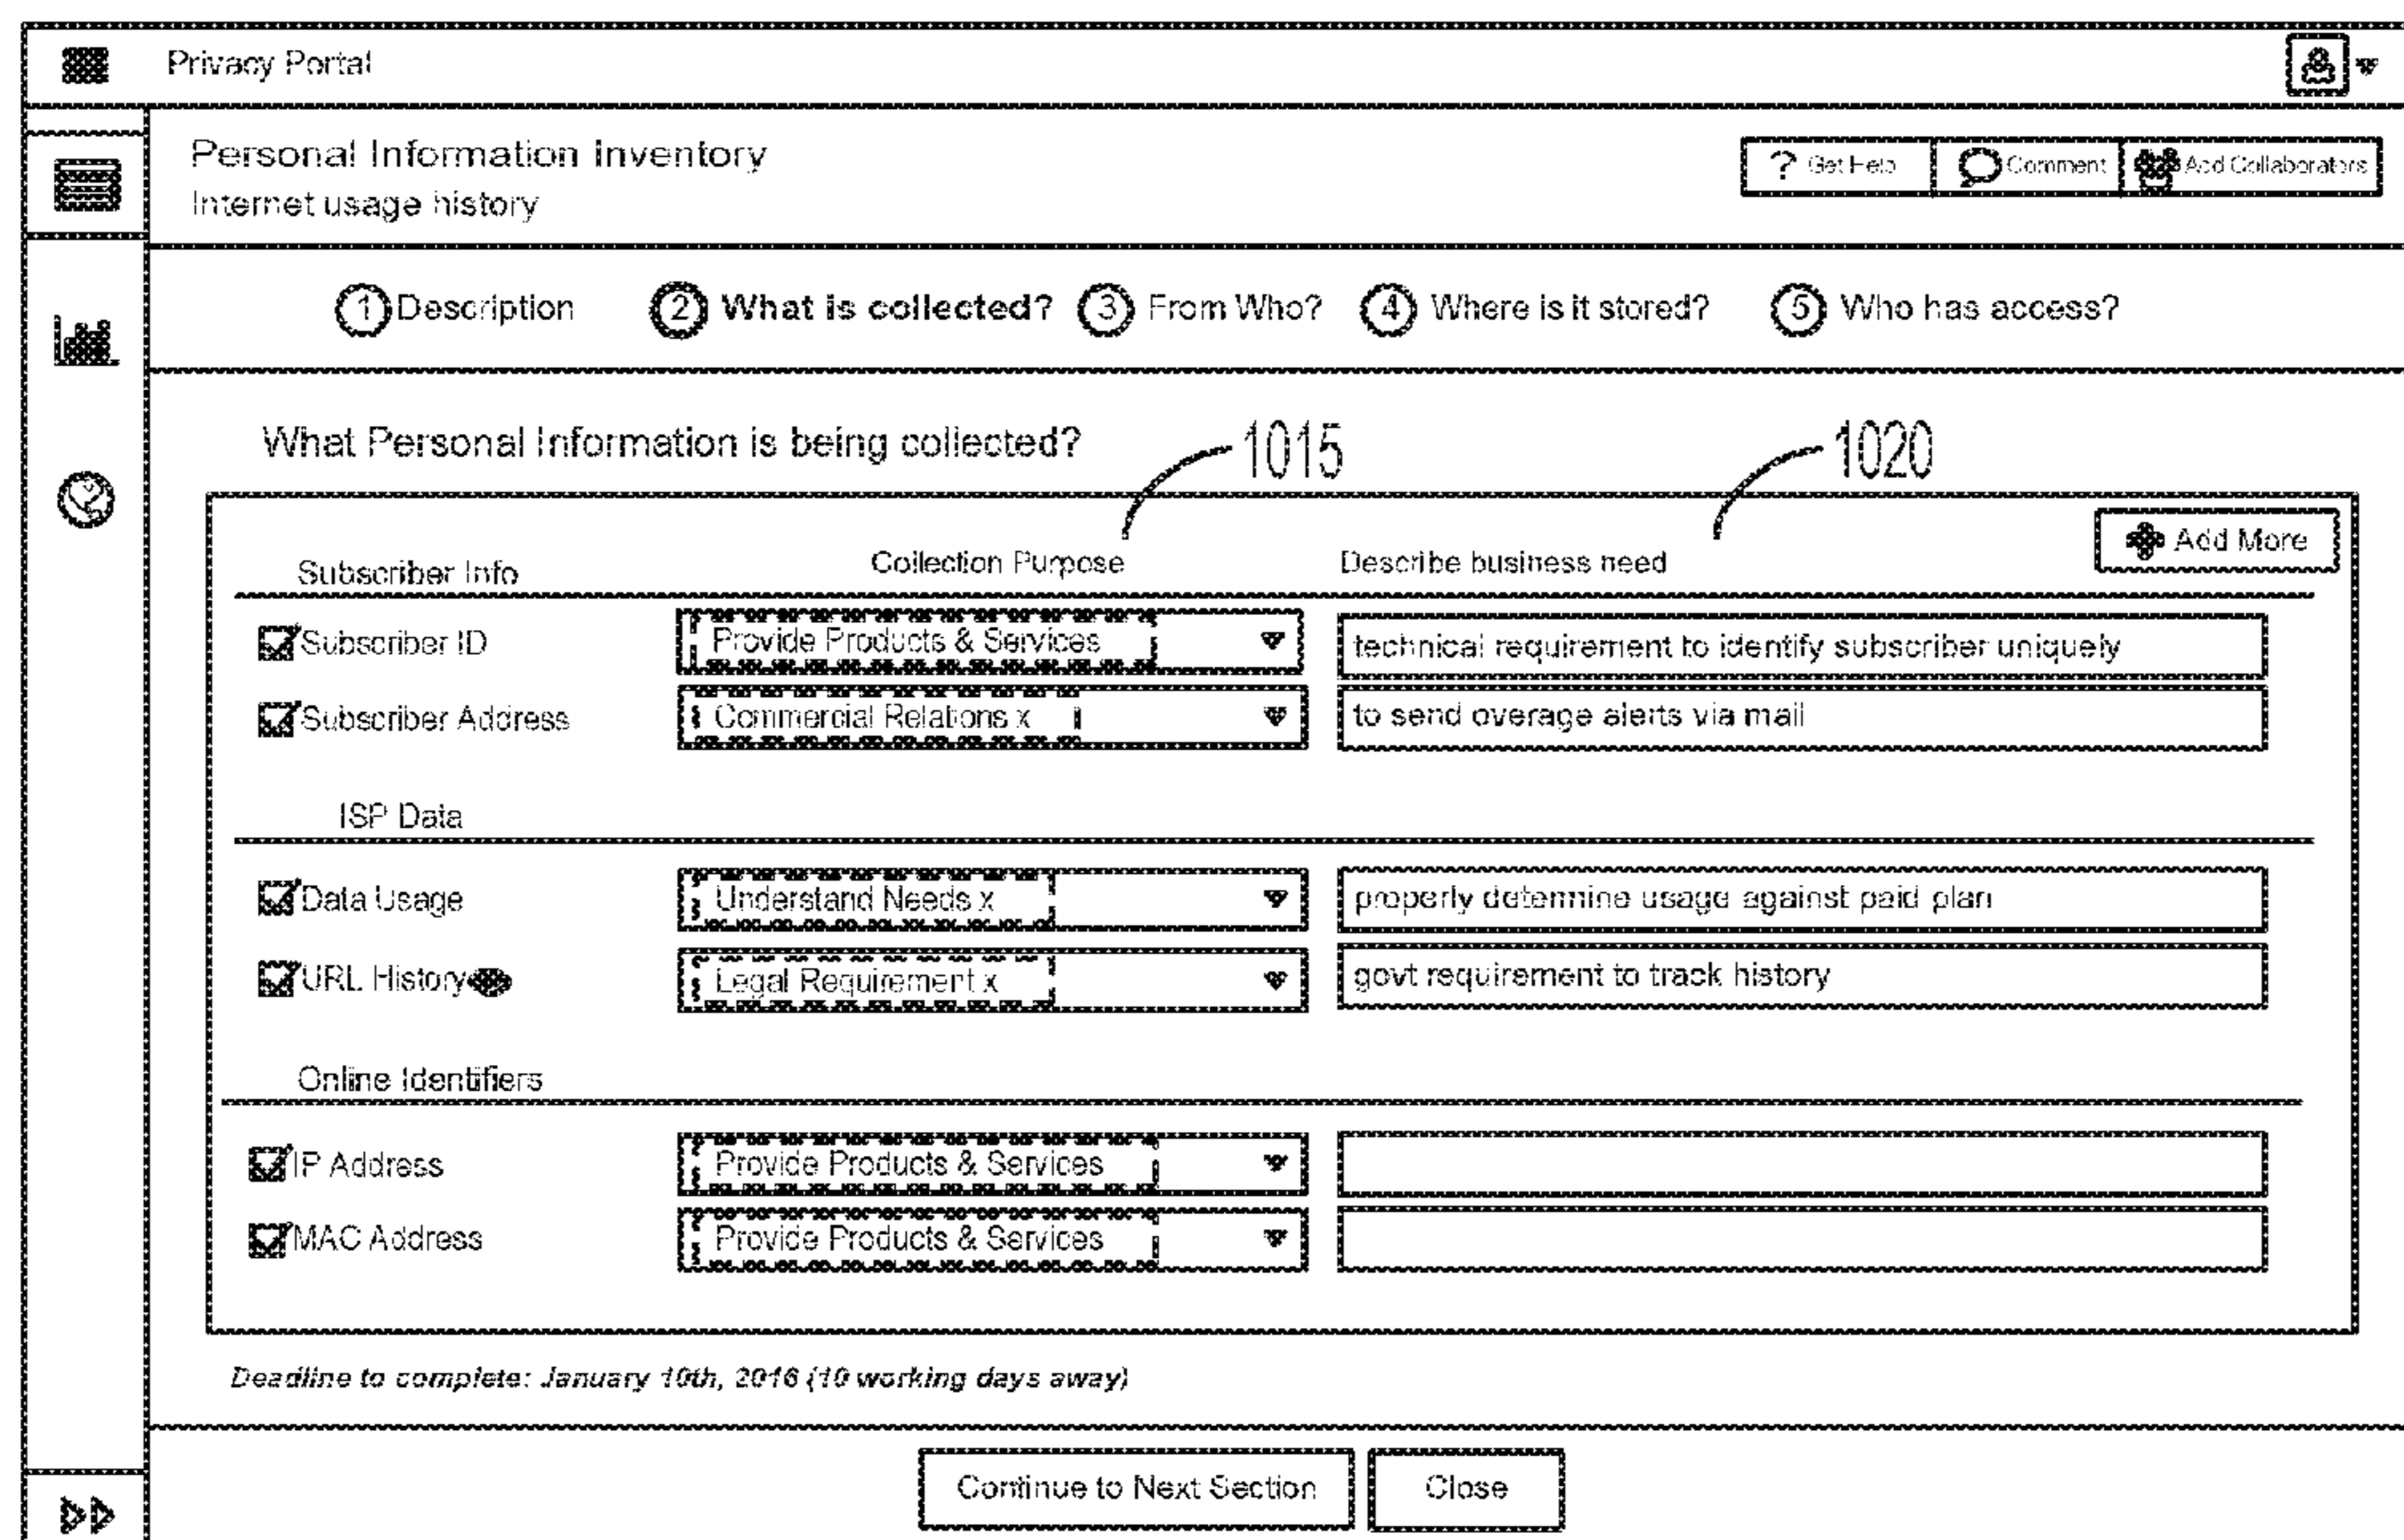 Privacy Portal
Personal Information Inventory
Internet usage history
? Get Help Comment Add Collaborators
1 Description 2 What is collected? 3 From Who? 4 Where is it stored? 5 Who has access?
What Personal Information is being collected? 1015 1020
Subscriber Info Collection Purpose Describe business need Add More
Subscriber ID Provide Products & Services technical requirement to identify subscriber uniquely
Subscriber Address Commercial Relations x to send overage alerts via mail
ISP Data
Data Usage Understand Needs x properly determine usage against paid plan
URL History Legal Requirement x govt requirement to track history
Online Identifiers
IP Address Provide Products & Services
MAC Address Provide Products & Services
Deadline to complete: January 10th, 2016 (10 working days away)
Continue to Next Section Close